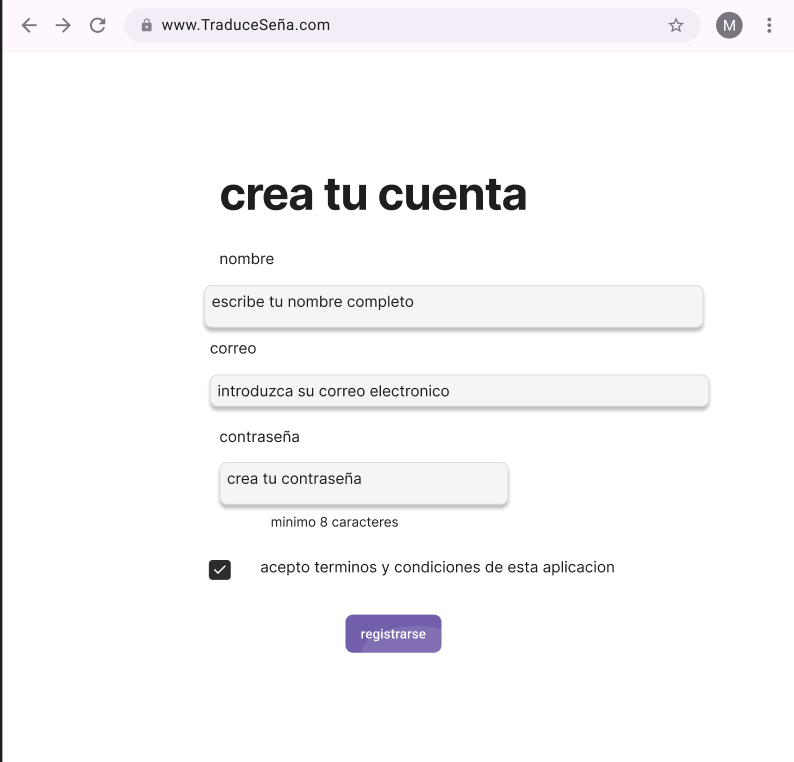 www.TraduceSeña.com
M
crea tu cuenta
nombre
escribe tu nombre completo
correo
introduzca su correo electronico
contraseña
crea tu contraseña
minimo 8 caracteres
acepto terminos y condiciones de esta aplicacion
registrarse